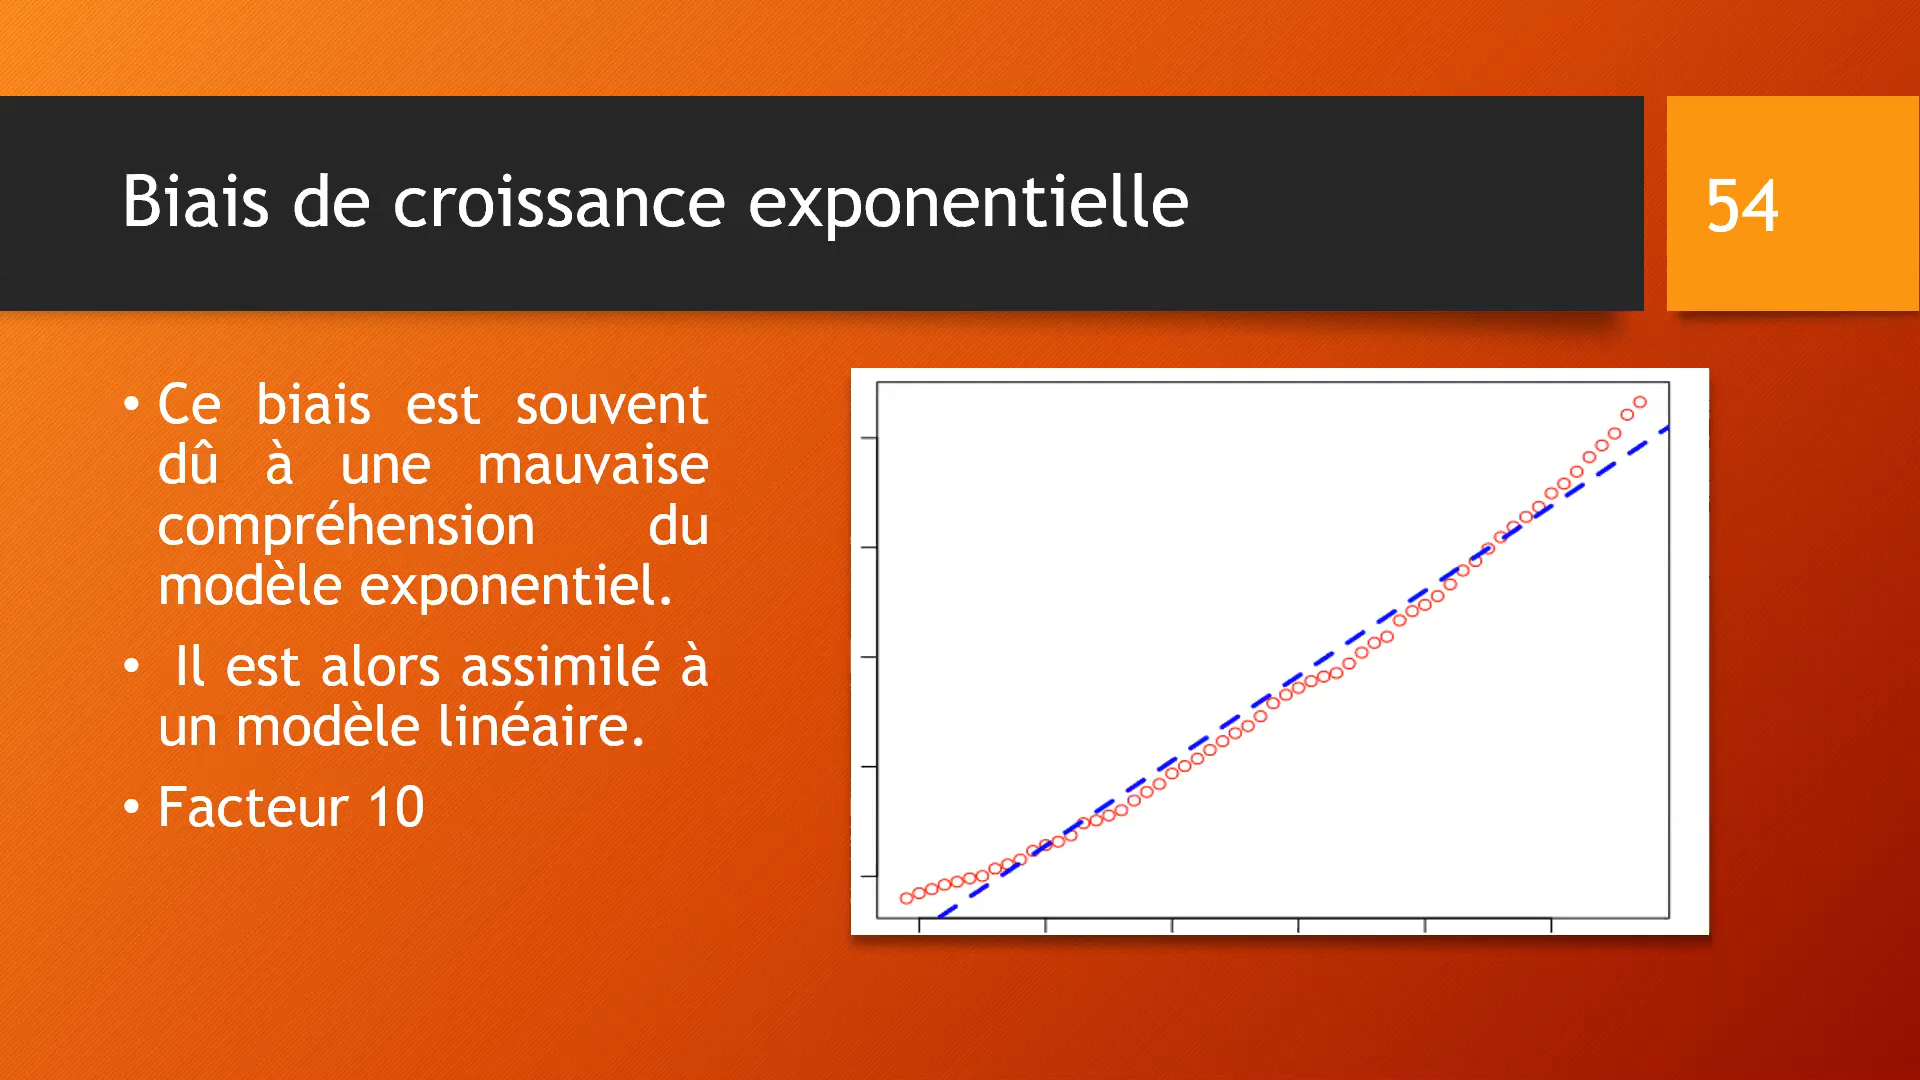 Biais de croissance exponentielle
54
• Ce biais est souvent
dû à une mauvaise
compréhension du
modèle exponentiel.
• Il est alors assimilé à
un modèle linéaire.
• Facteur 10